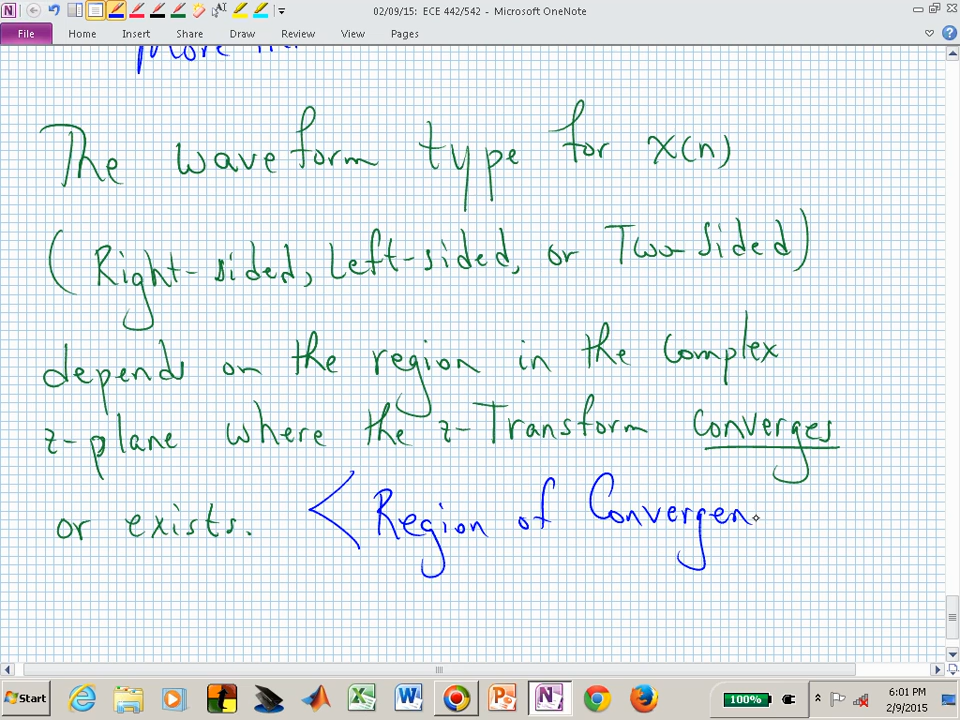 02/09/15: ECE 442/542 - Microsoft OneNote
File Home Insert Share Draw Review View Pages
More
The waveform type for x(n)
(Right-sided, Left-sided, or Two-sided)
depends on the region in the complex
z-plane where the z-Transform converges
or exists. < Region of Convergen
Start
100%
6:01 PM
2/9/2015